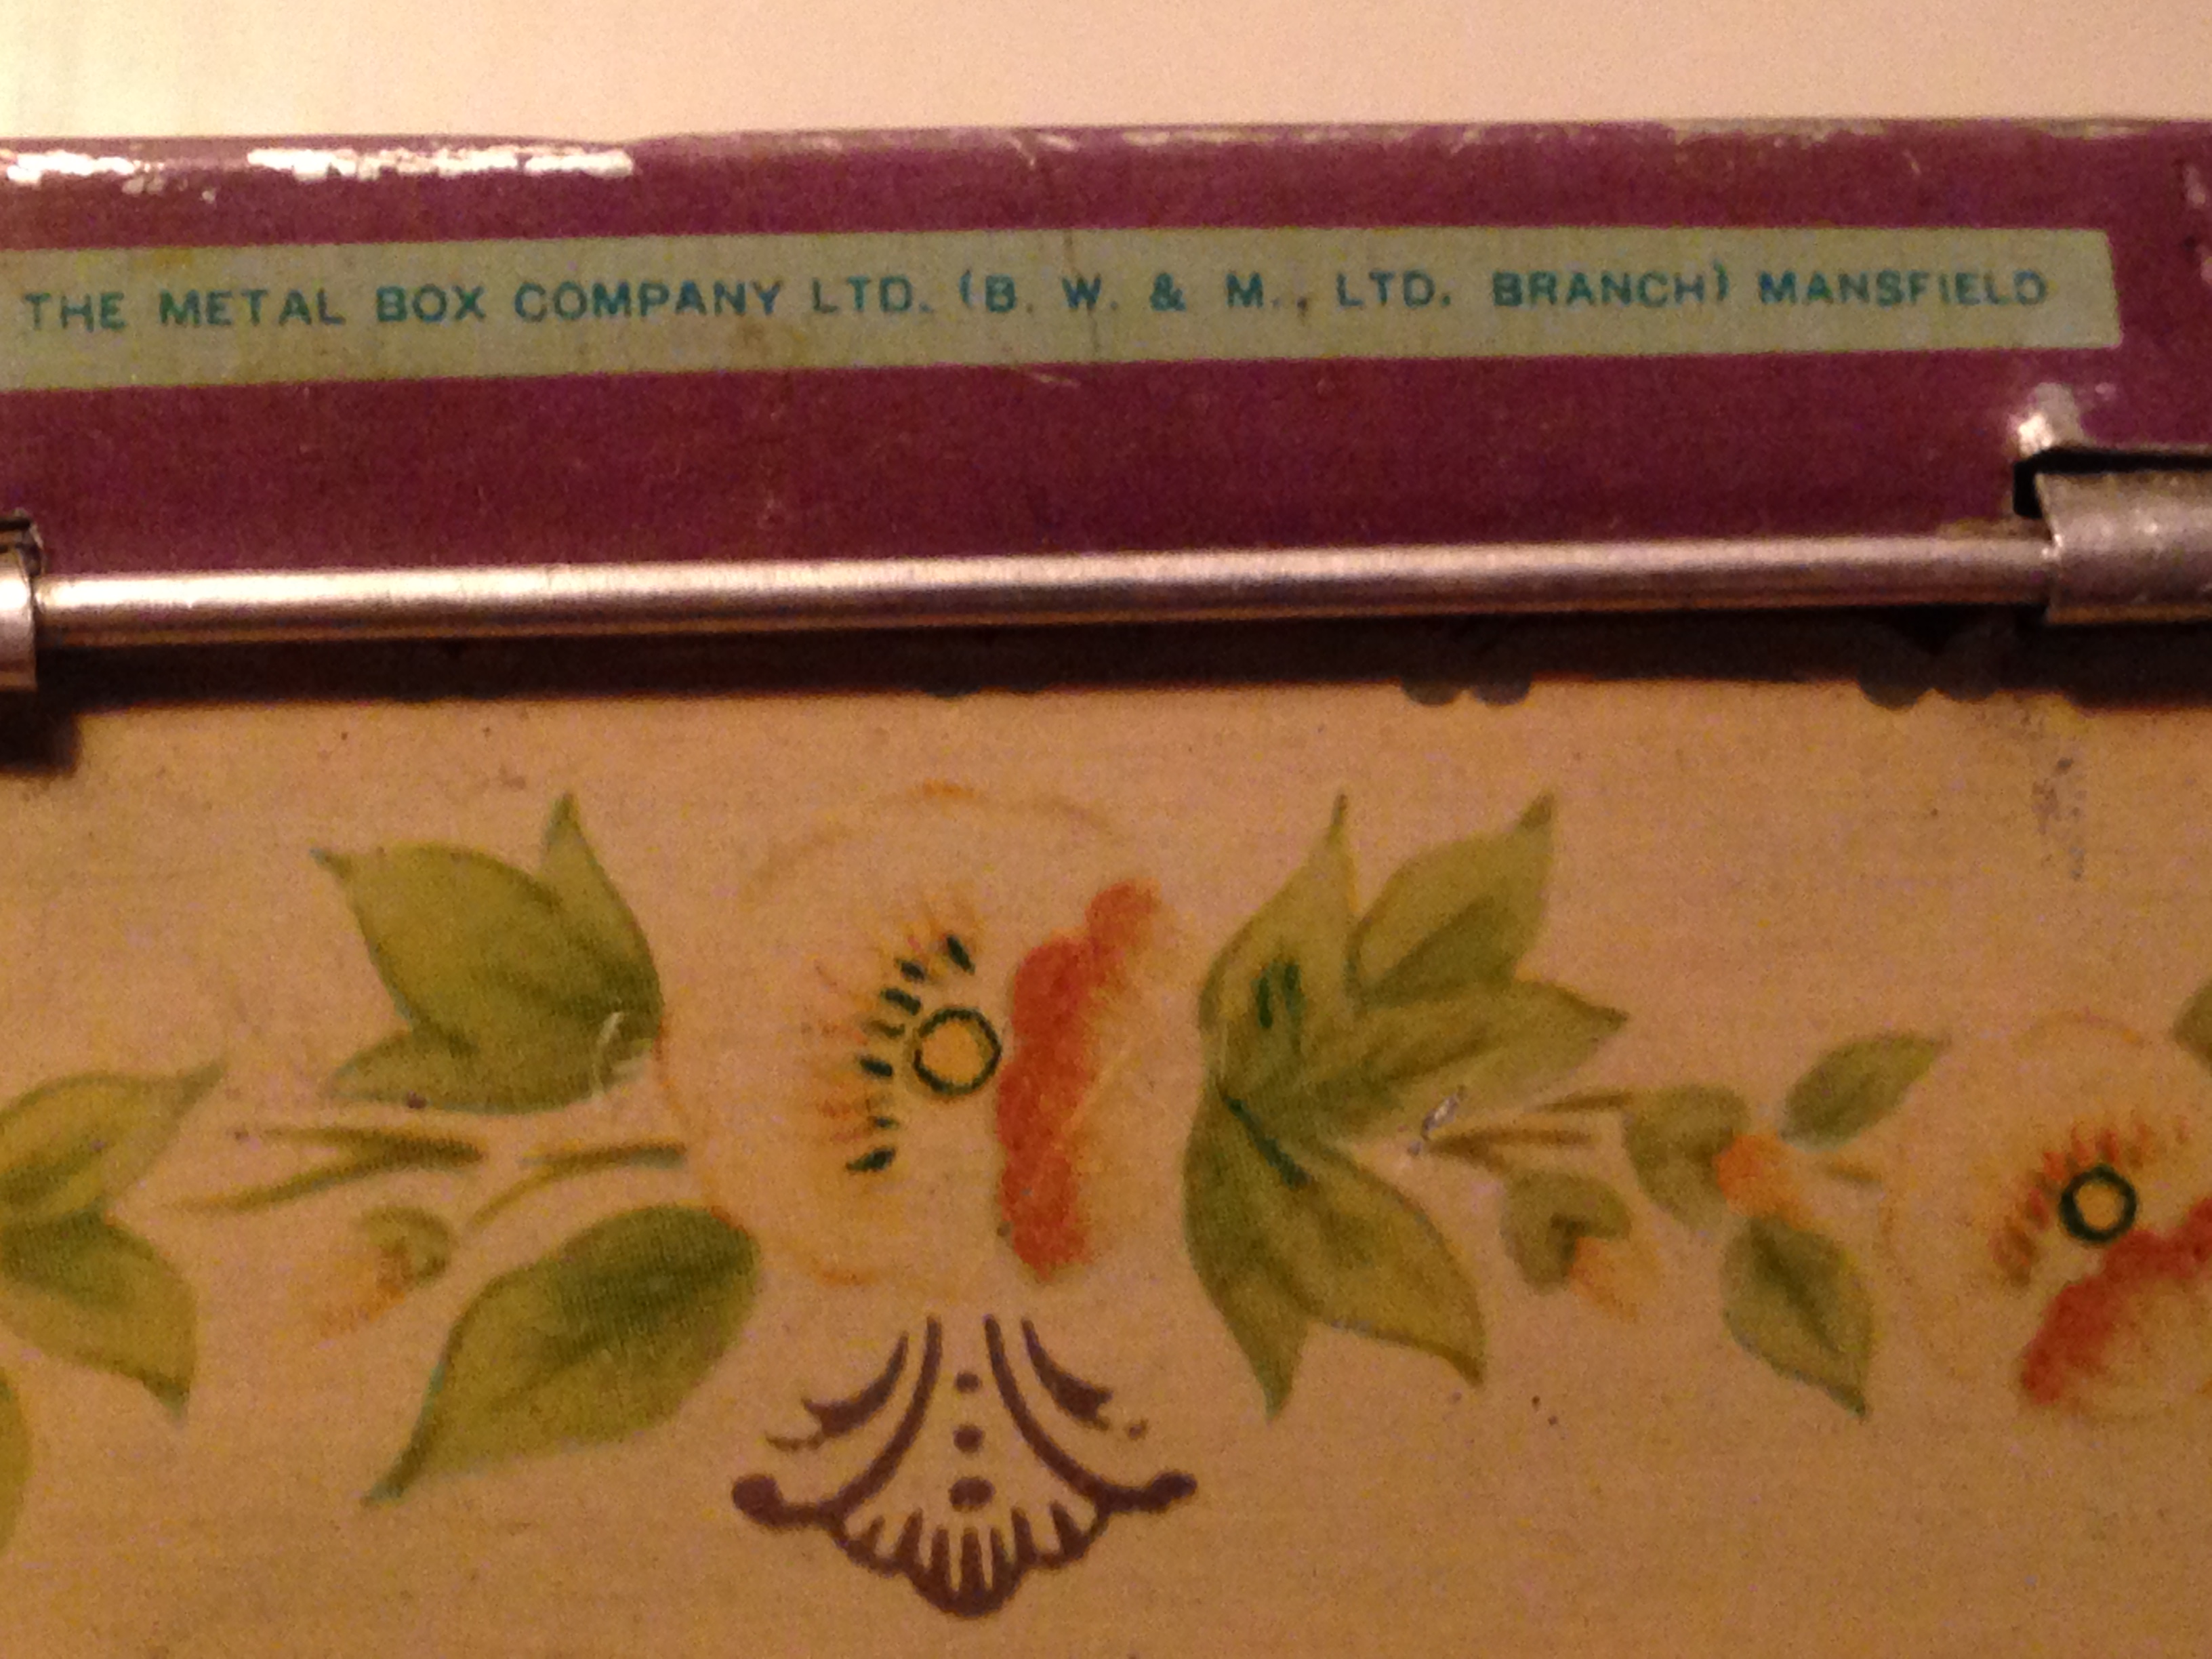 THE METAL BOX COMPANY LTD. (B. W. & M., LTD. BRANCH) MANSFIELD